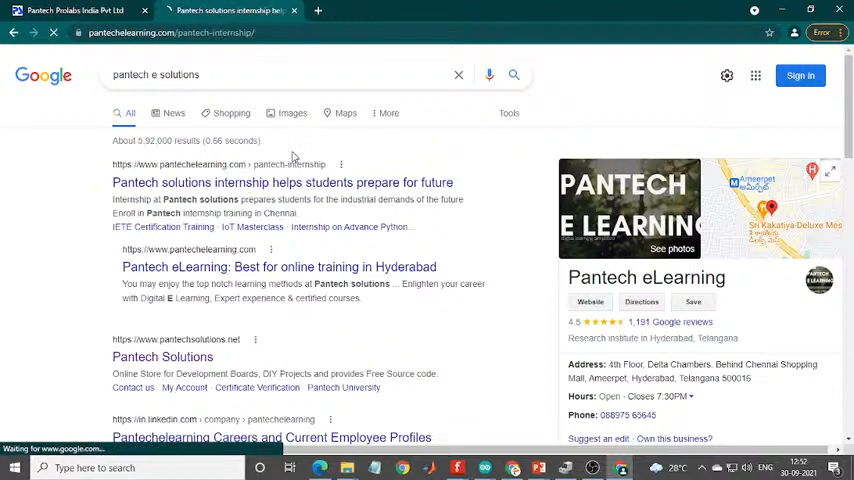 Pantech Prolabs India Pvt Ltd
Pantech solutions internship help
pantechelearning.com/pantech-internship/
Error
Google
pantech e solutions
Sign in
All
News
Shopping
Images
Maps
More
Tools
About 5,92,000 results (0.66 seconds)
https://www.pantechelearning.com › pantech-internship
Pantech solutions internship helps students prepare for future
Internship at Pantech solutions prepares students for the industrial demands of the future
Enroll in Pantech internship training in Chennai
IETE Certification Training · IoT Masterclass · Internship on Advance Python...
https://www.pantechelearning.com
Pantech eLearning: Best for online training in Hyderabad
You may enjoy the top notch learning methods at Pantech solutions ... Enlighten your career
with Digital E Learning, Expert experience & certified courses.
https://www.pantechsolutions.net
Pantech Solutions
Online Store for Development Boards, DIY Projects and provides Free Source code.
Contact us · My Account · Certificate Verification · Pantech University
https://in.linkedin.com › company › pantechelearning
Pantechelearning Careers and Current Employee Profiles
PANTECH
E LEARNING
See photos
Ameerpet
అమీర్‌పేట్
Sri Kakatiya Deluxe Mes
Pantech eLearning
PANTECH
E LEARNING
Website
Directions
Save
4.5 1,191 Google reviews
Research institute in Hyderabad, Telangana
Address: 4th Floor, Delta Chambers, Behind Chennai Shopping
Mall, Ameerpet, Hyderabad, Telangana 500016
Hours: Open · Closes 7:30PM
Phone: 088975 65645
Suggest an edit · Own this business?
Waiting for www.google.com...
Type here to search
28°C
ENG
12:52
30-09-2021